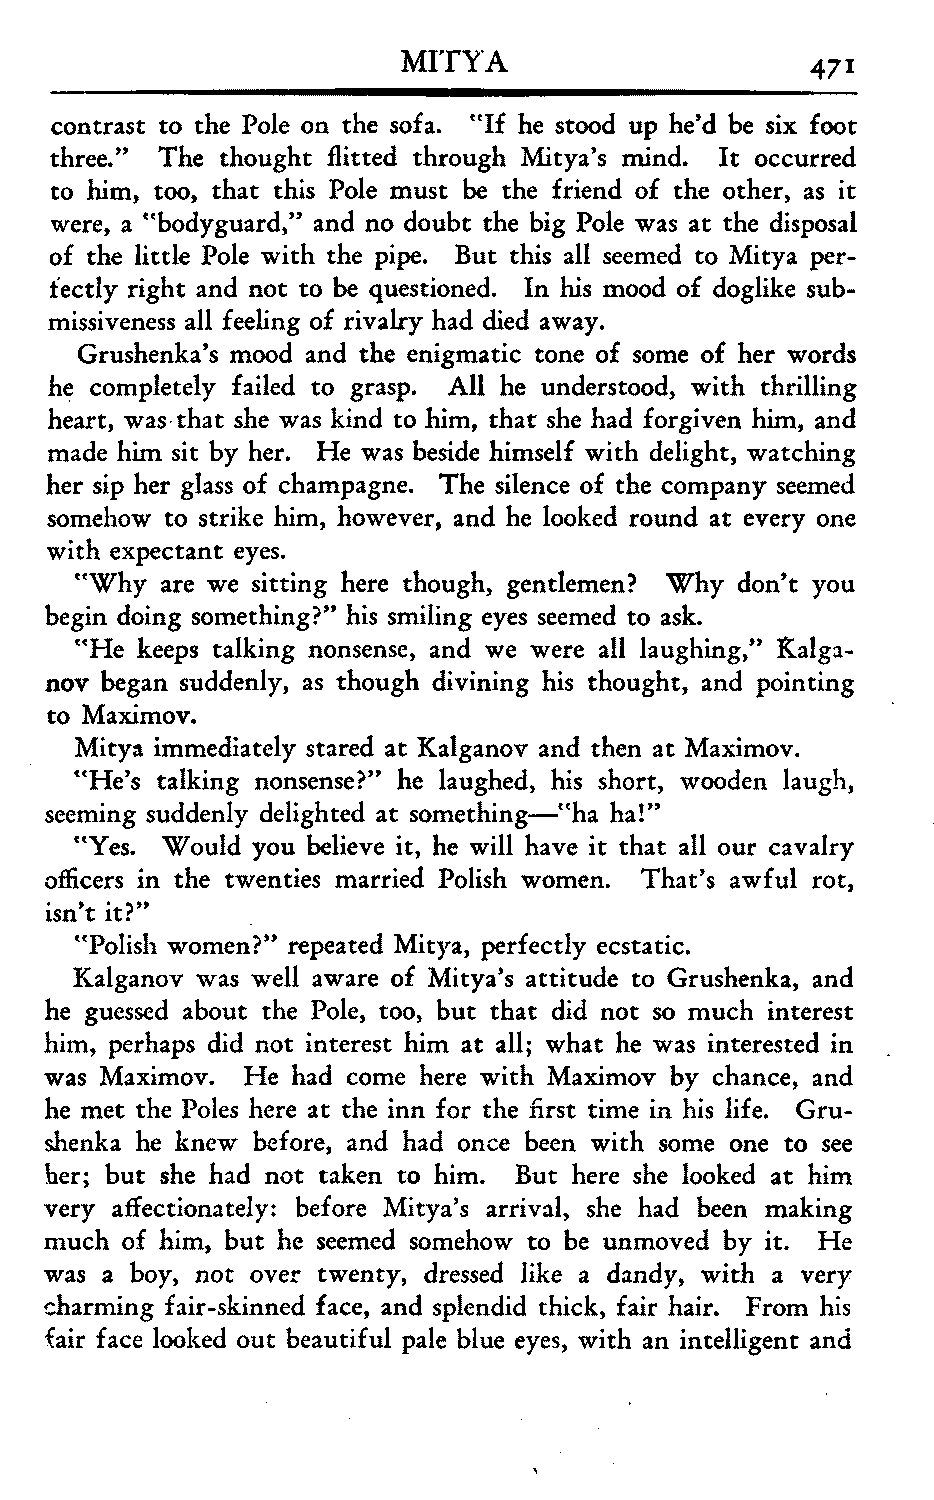 MITYA 471
contrast to the Pole on the sofa. "If he stood up he'd be six foot
three." The thought flitted through Mitya's mind. It occurred
to him, too, that this Pole must be the friend of the other, as it
were, a "bodyguard," and no doubt the big Pole was at the disposal
of the little Pole with the pipe. But this all seemed to Mitya per-
fectly right and not to be questioned. In his mood of doglike sub-
missiveness all feeling of rivalry had died away.
Grushenka's mood and the enigmatic tone of some of her words
he completely failed to grasp. All he understood, with thrilling
heart, was that she was kind to him, that she had forgiven him, and
made him sit by her. He was beside himself with delight, watching
her sip her glass of champagne. The silence of the company seemed
somehow to strike him, however, and he looked round at every one
with expectant eyes.
"Why are we sitting here though, gentlemen? Why don't you
begin doing something?" his smiling eyes seemed to ask.
"He keeps talking nonsense, and we were all laughing," Kalga-
nov began suddenly, as though divining his thought, and pointing
to Maximov.
Mitya immediately stared at Kalganov and then at Maximov.
"He's talking nonsense?" he laughed, his short, wooden laugh,
seeming suddenly delighted at something—"ha ha!"
"Yes. Would you believe it, he will have it that all our cavalry
officers in the twenties married Polish women. That's awful rot,
isn't it?"
"Polish women?" repeated Mitya, perfectly ecstatic.
Kalganov was well aware of Mitya's attitude to Grushenka, and
he guessed about the Pole, too, but that did not so much interest
him, perhaps did not interest him at all; what he was interested in
was Maximov. He had come here with Maximov by chance, and
he met the Poles here at the inn for the first time in his life. Gru-
shenka he knew before, and had once been with some one to see
her; but she had not taken to him. But here she looked at him
very affectionately: before Mitya's arrival, she had been making
much of him, but he seemed somehow to be unmoved by it. He
was a boy, not over twenty, dressed like a dandy, with a very
charming fair-skinned face, and splendid thick, fair hair. From his
fair face looked out beautiful pale blue eyes, with an intelligent and